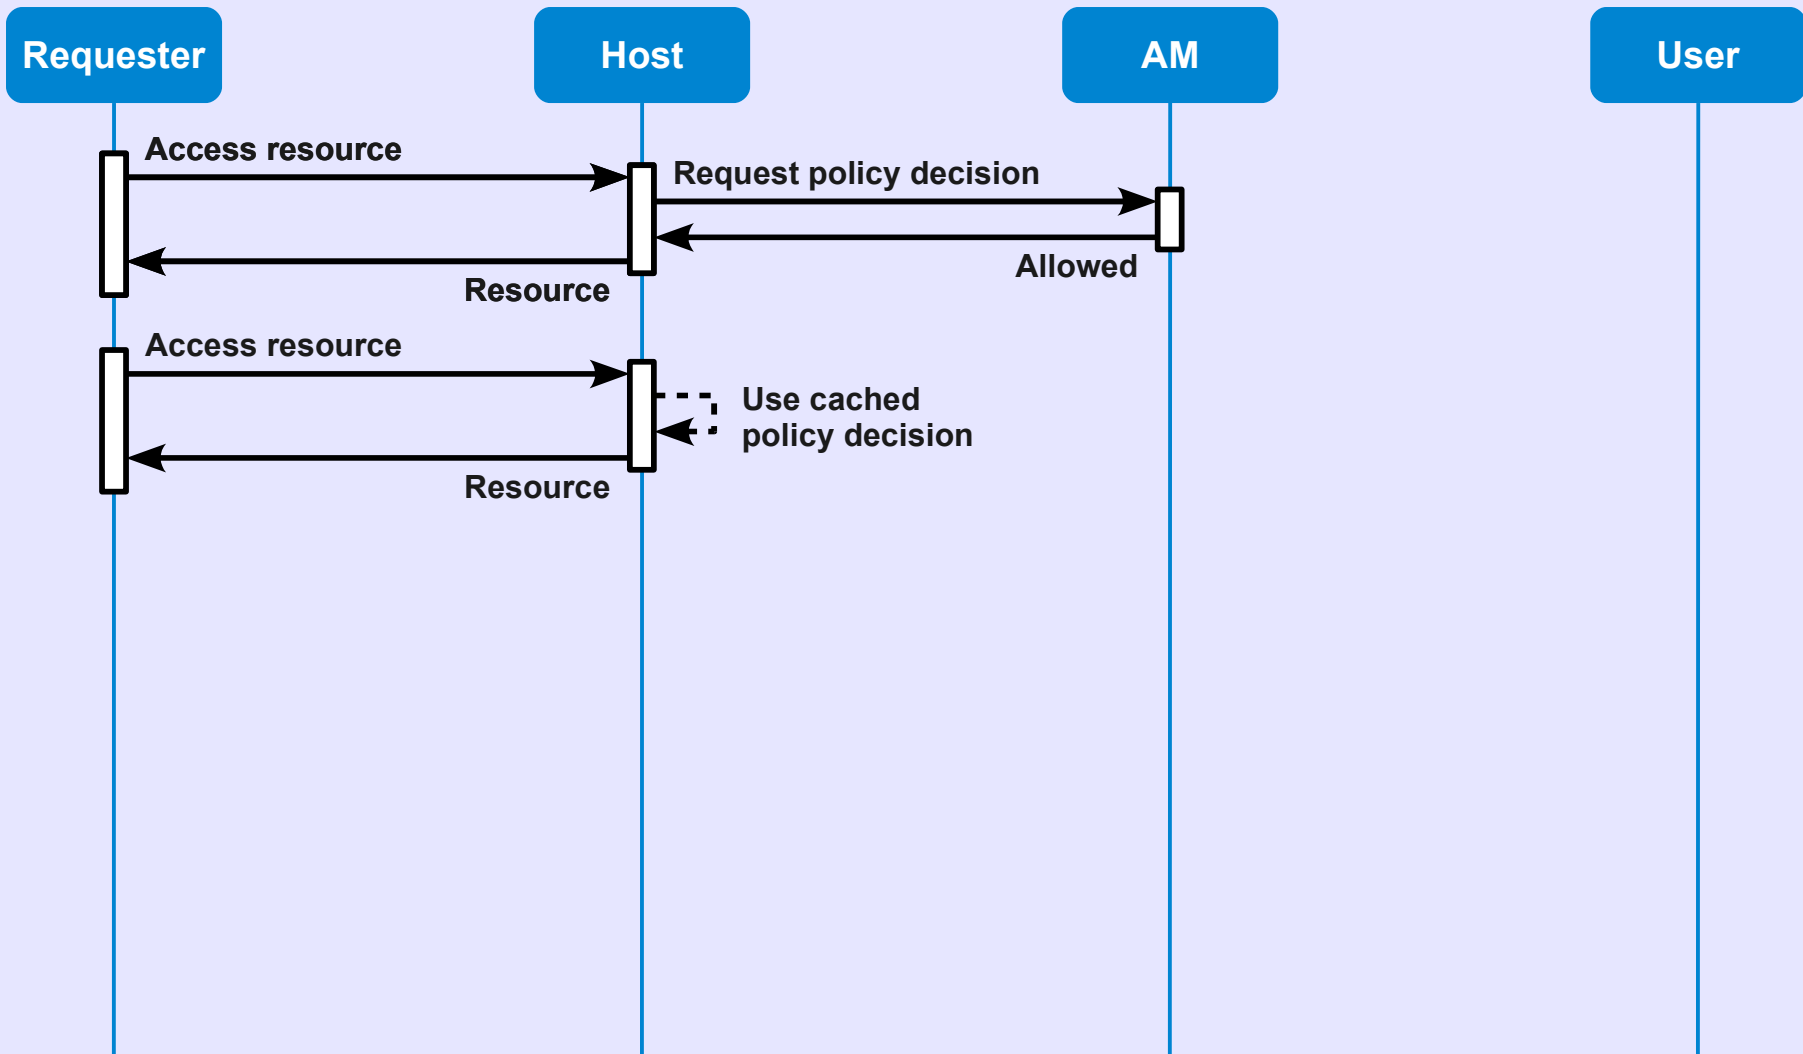 Requester
Host
AM
User
Access resource
Request policy decision
Allowed
Resource
Access resource
Use cached
policy decision
Resource